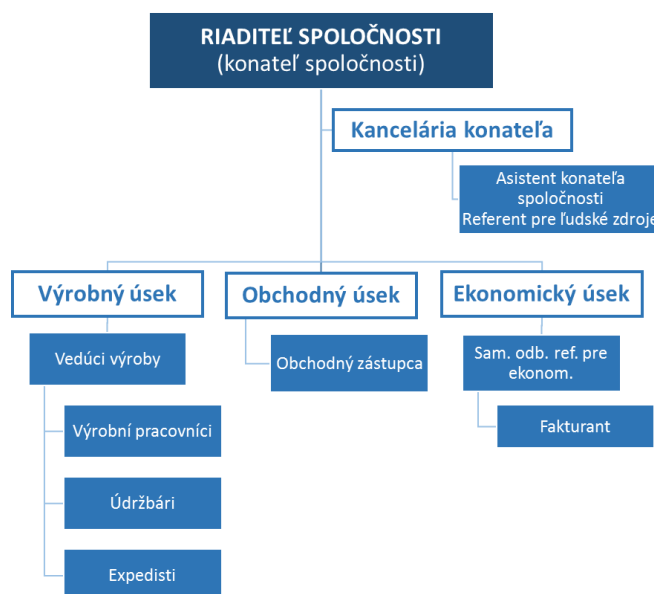 RIADITEĽ SPOLOČNOSTI
(konateľ spoločnosti)
Kancelária konateľa
Asistent konateľa
spoločnosti
Referent pre ľudské zdroje
Výrobný úsek
Obchodný úsek
Ekonomický úsek
Vedúci výroby
Obchodný zástupca
Sam. odb. ref. pre
ekonom.
Výrobní pracovníci
Fakturant
Údržbári
Expedisti